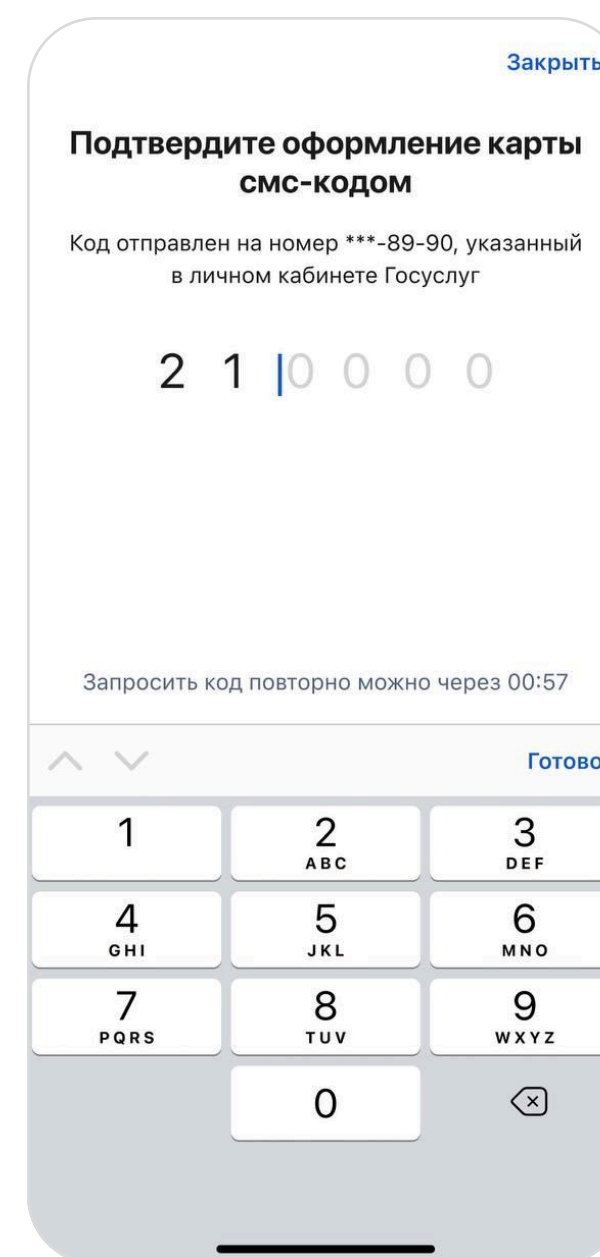 Закрыть
Подтвердите оформление карты
смс-кодом
Код отправлен на номер ***-89-90, указанный
в личном кабинете Госуслуг
2 1 0 0 0 0
Запросить код повторно можно через 00:57
Готово
1 2 3
ABC DEF
4 5 6
GHI JKL MNO
7 8 9
PQRS TUV WXYZ
0